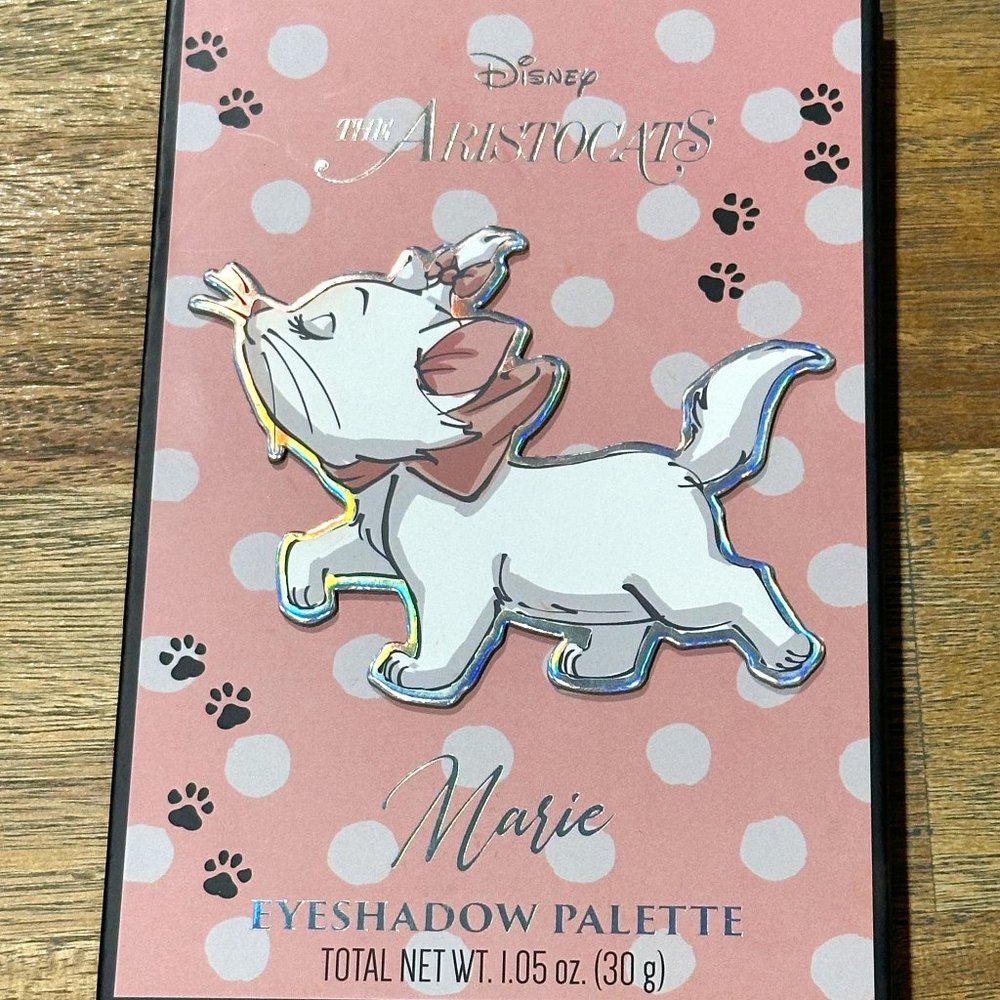 Disney
THE ARISTOCATS
Marie
EYESHADOW PALETTE
TOTAL NET WT. 1.05 oz. (30 g)